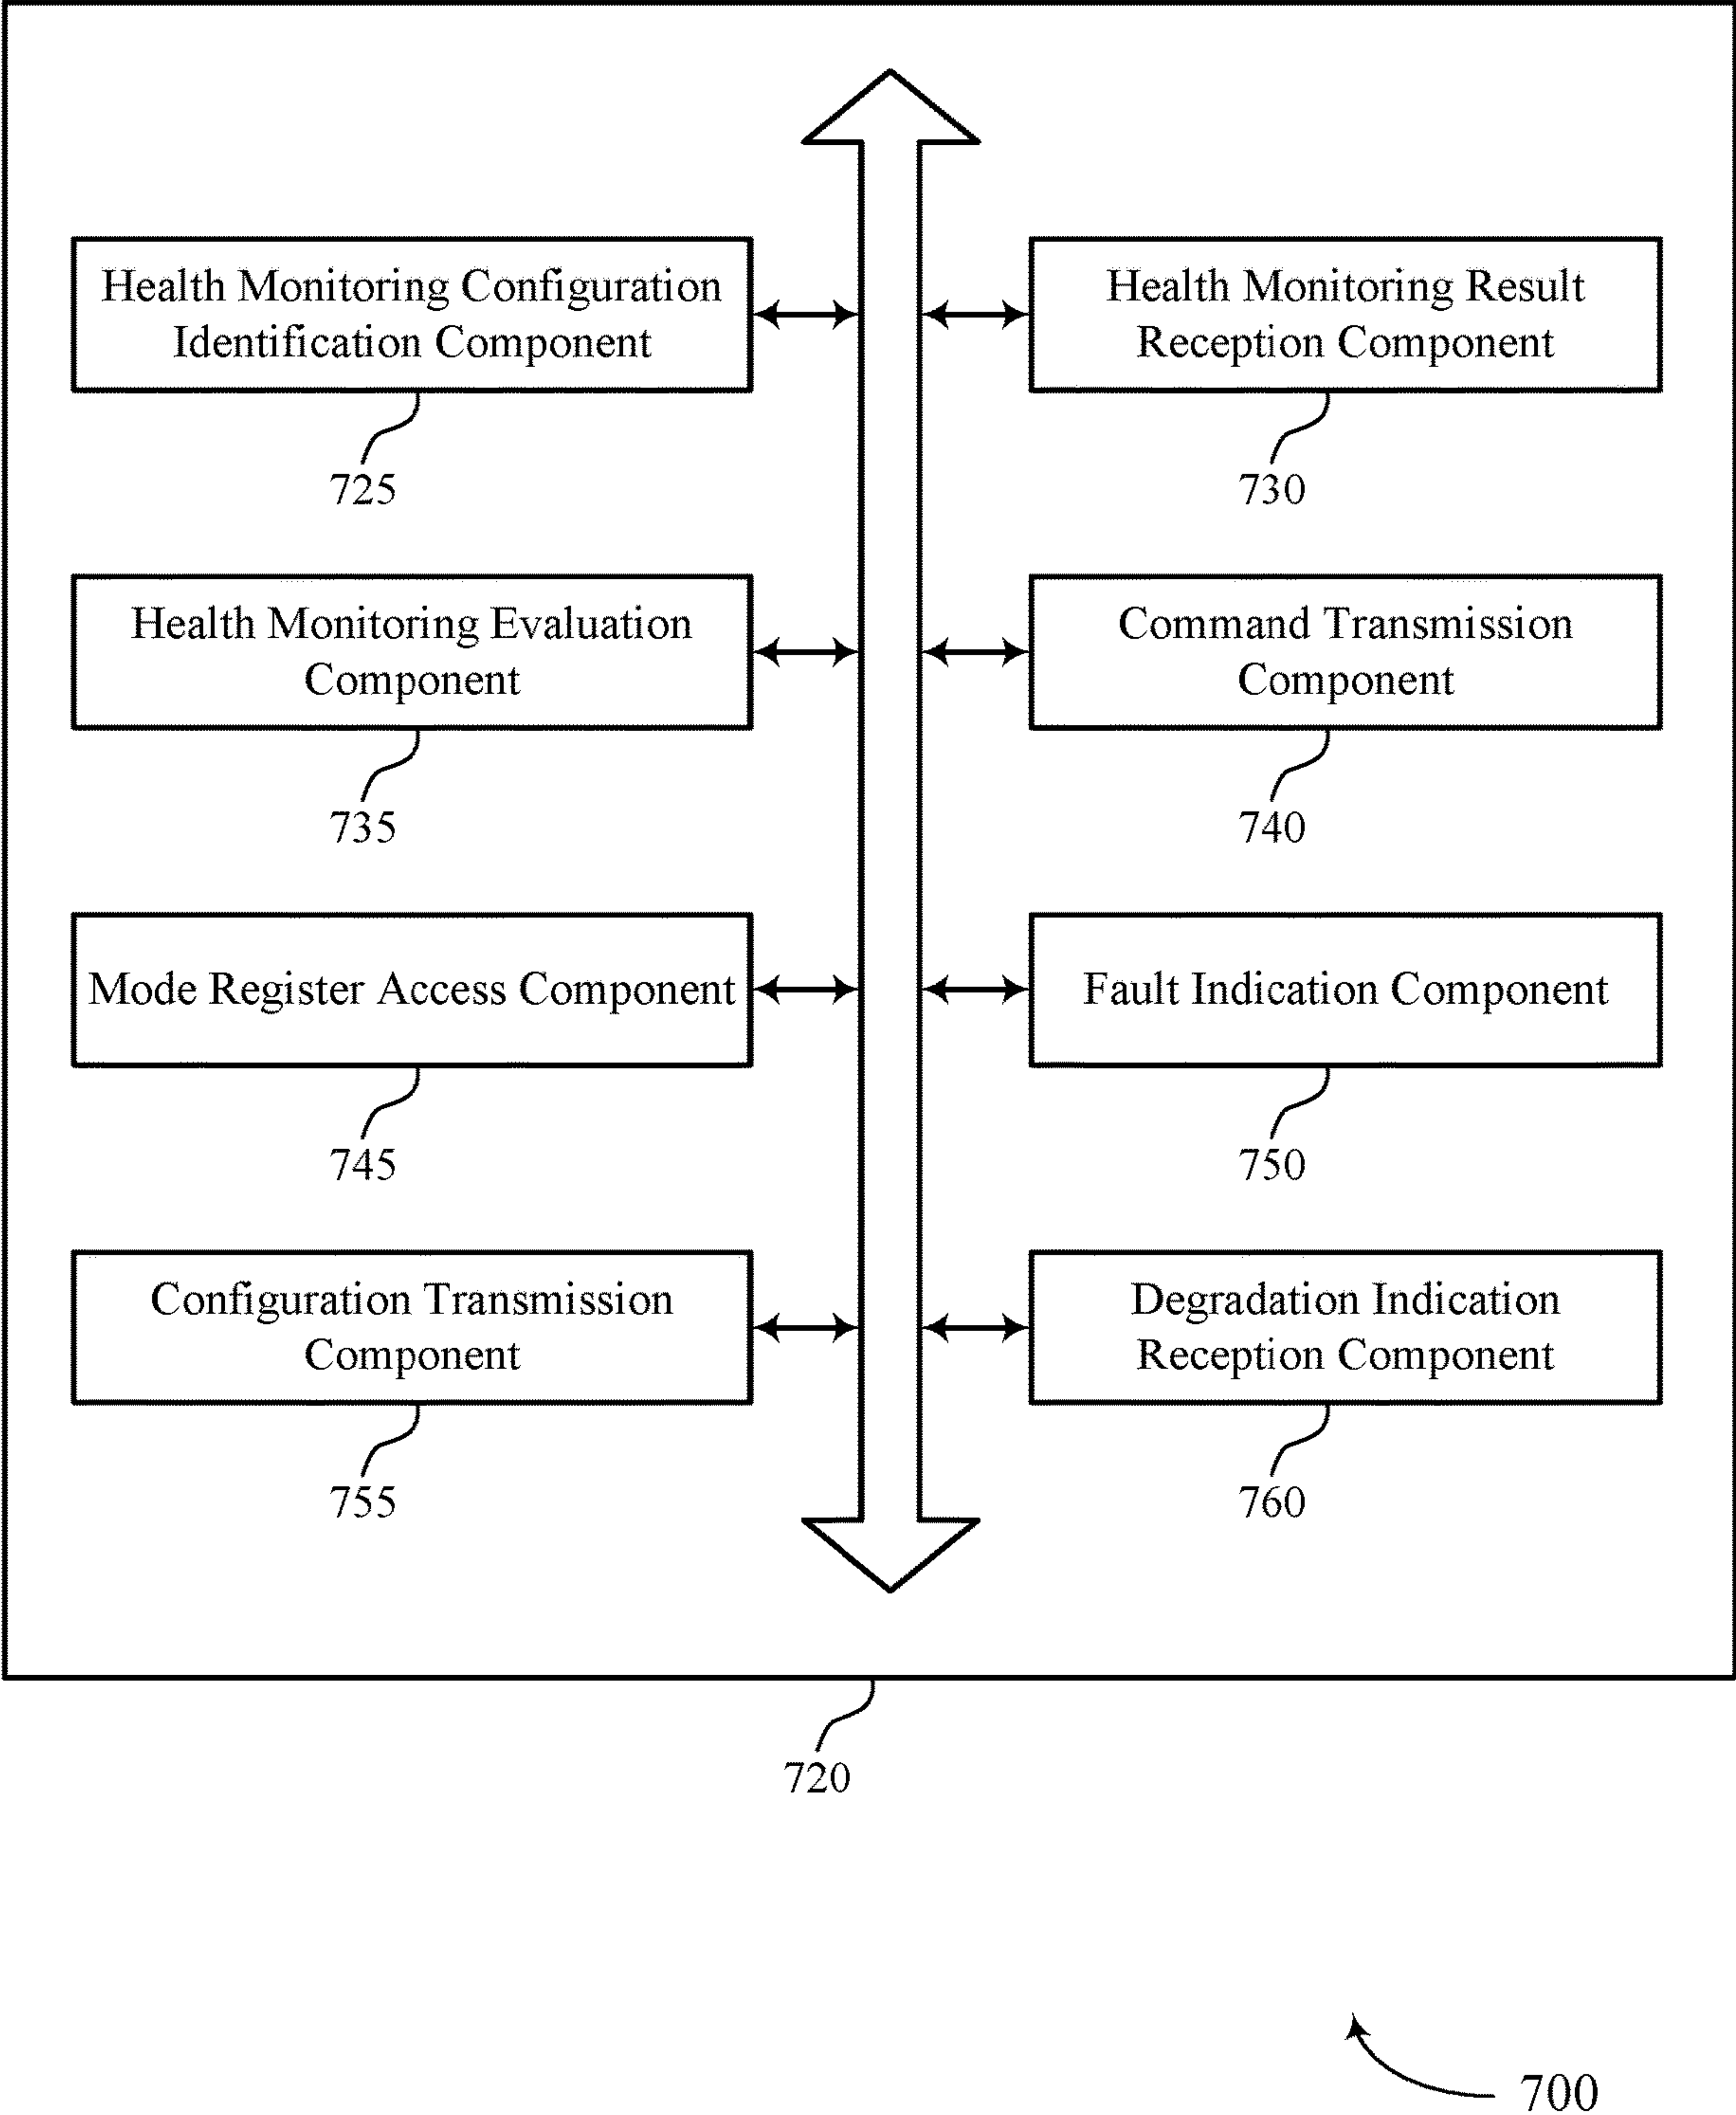 Health Monitoring Configuration
Identification Component
725
Health Monitoring Result
Reception Component
730
Health Monitoring Evaluation
Component
735
Command Transmission
Component
740
Mode Register Access Component
745
Fault Indication Component
750
Configuration Transmission
Component
755
Degradation Indication
Reception Component
760
720
700